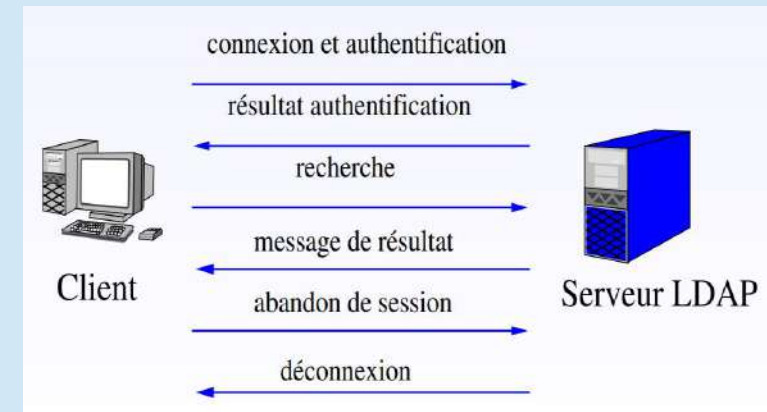 connexion et authentification
résultat authentification
recherche
message de résultat
Client
abandon de session
Serveur LDAP
déconnexion